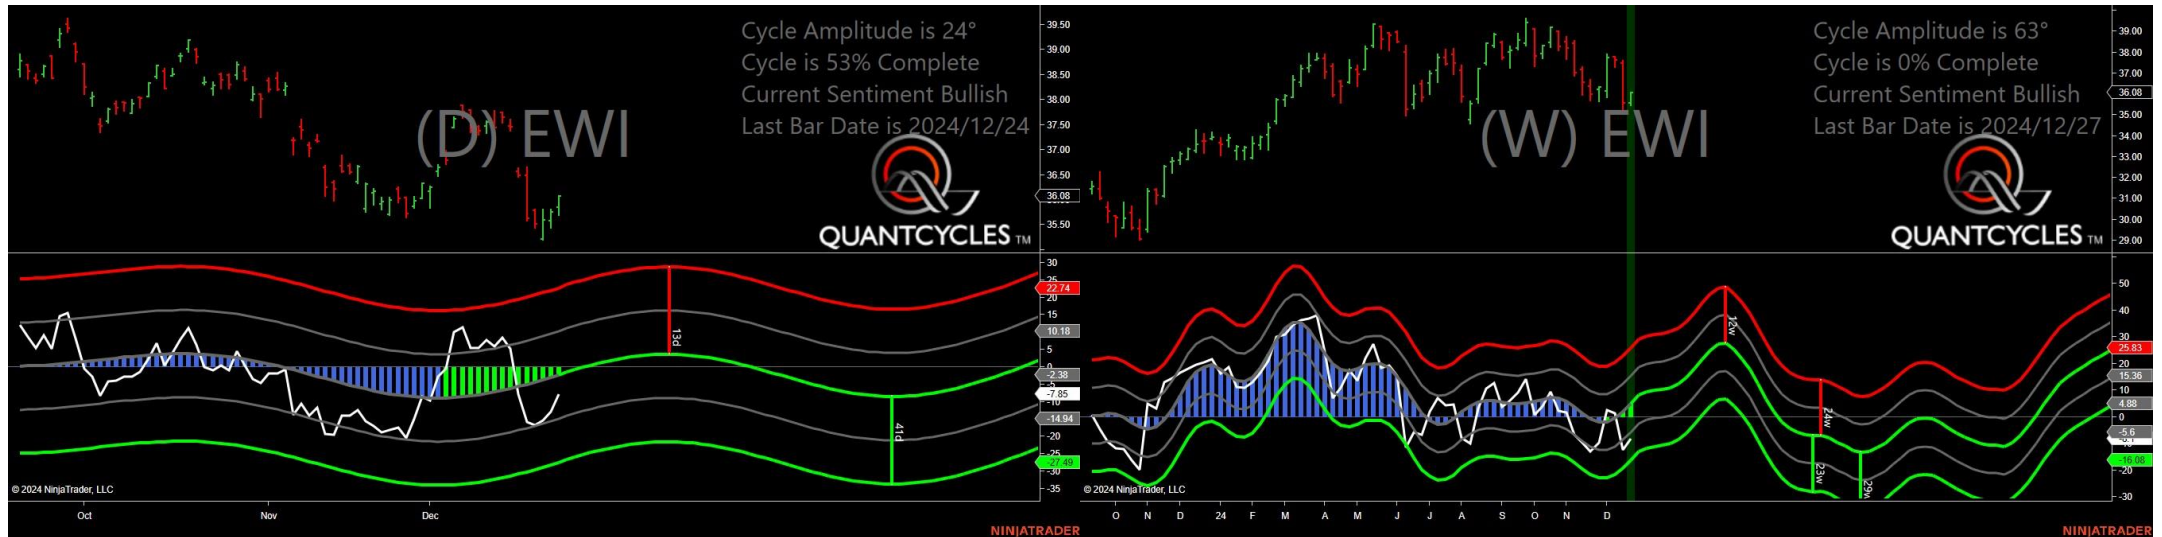 Cycle Amplitude is 24°
Cycle is 53% Complete
Current Sentiment Bullish
Last Bar Date is 2024/12/24
(D) EWI
QUANTCYCLES TM
39.50
39.00
38.50
38.00
37.50
37.00
36.50
36.08
35.50
30
25
22.74
20
15
10.18
5
0
-2.38
-5
-7.85
-10
-14.94
-20
-27.49
-30
-35
13d
41d
© 2024 NinjaTrader, LLC
Oct
Nov
Dec
NINJATRADER
Cycle Amplitude is 63°
Cycle is 0% Complete
Current Sentiment Bullish
Last Bar Date is 2024/12/27
(W) EWI
QUANTCYCLES TM
39.00
38.00
37.00
36.08
35.00
34.00
33.00
32.00
31.00
30.00
29.00
50
40
30
25.83
20
15.36
10
4.88
0
-5.6
-16.08
-20
-30
12w
24w
23w
29w
© 2024 NinjaTrader, LLC
O N D 24 F M A M J J A S O N D
NINJATRADER